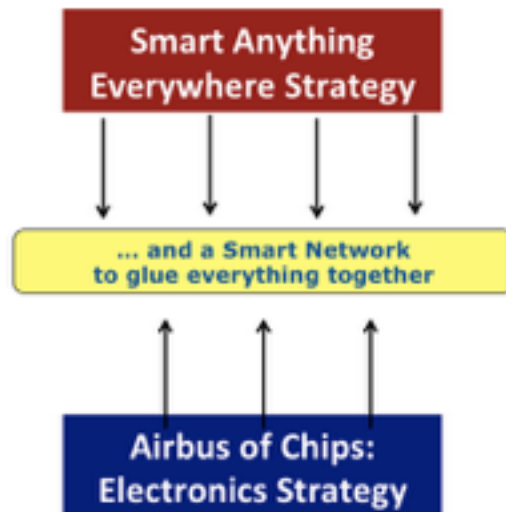 Smart Anything
Everywhere Strategy
... and a Smart Network
to glue everything together
Airbus of Chips:
Electronics Strategy